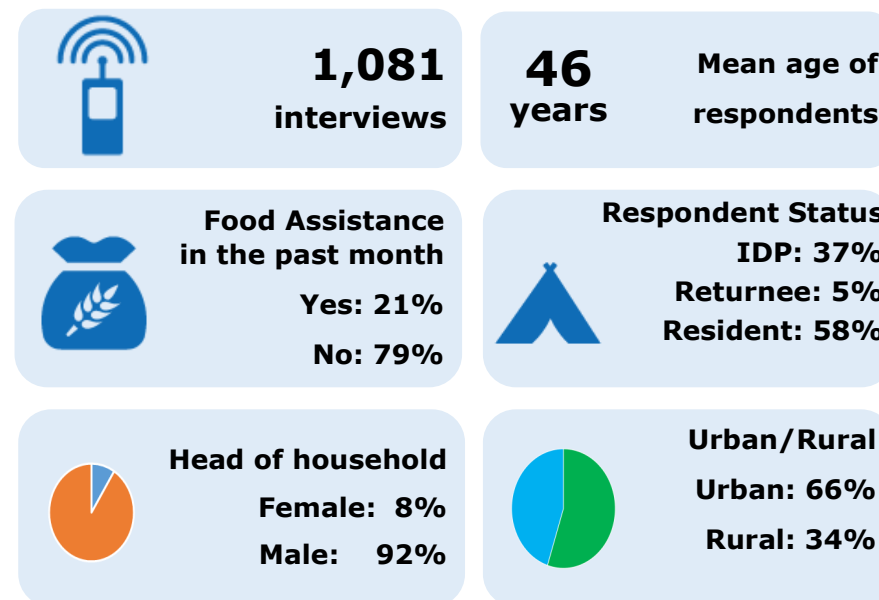 1,081
interviews
46
years
Mean age of
respondents
Food Assistance
in the past month
Yes: 21%
No: 79%
Respondent Status
IDP: 37%
Returnee: 5%
Resident: 58%
Head of household
Female: 8%
Male: 92%
Urban/Rural
Urban: 66%
Rural: 34%